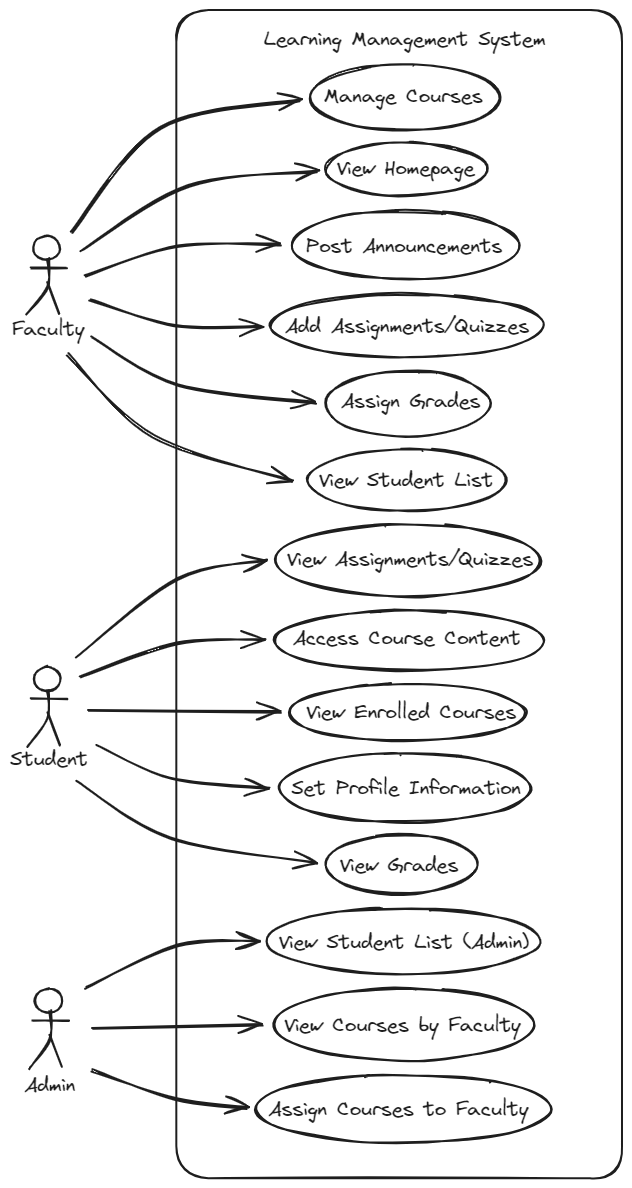 Learning Management System
Manage Courses
View Homepage
Post Announcements
Faculty
Add Assignments/Quizzes
Assign Grades
View Student List
View Assignments/Quizzes
Access Course Content
View Enrolled Courses
Student
Set Profile Information
View Grades
View Student List (Admin)
View Courses by Faculty
Admin
Assign Courses to Faculty